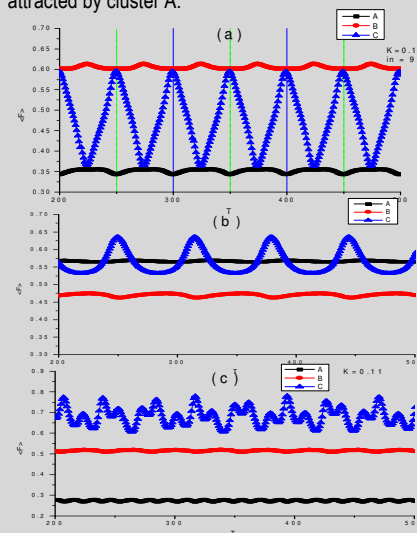 attracted by cluster A.
(a)
A
B
C
K=0.1
in = 9
0.70
0.65
0.60
0.55
0.50
0.45
0.40
0.35
0.30
<F>
200
300
400
T
(b)
A
B
C
0.70
0.65
0.60
0.55
0.50
0.45
0.40
0.35
0.30
<F>
200
300
400
50
T
(c)
A
B
C
K=0.11
0.9
0.8
0.7
0.6
0.5
0.4
0.3
0.2
<F>
200
300
400
50